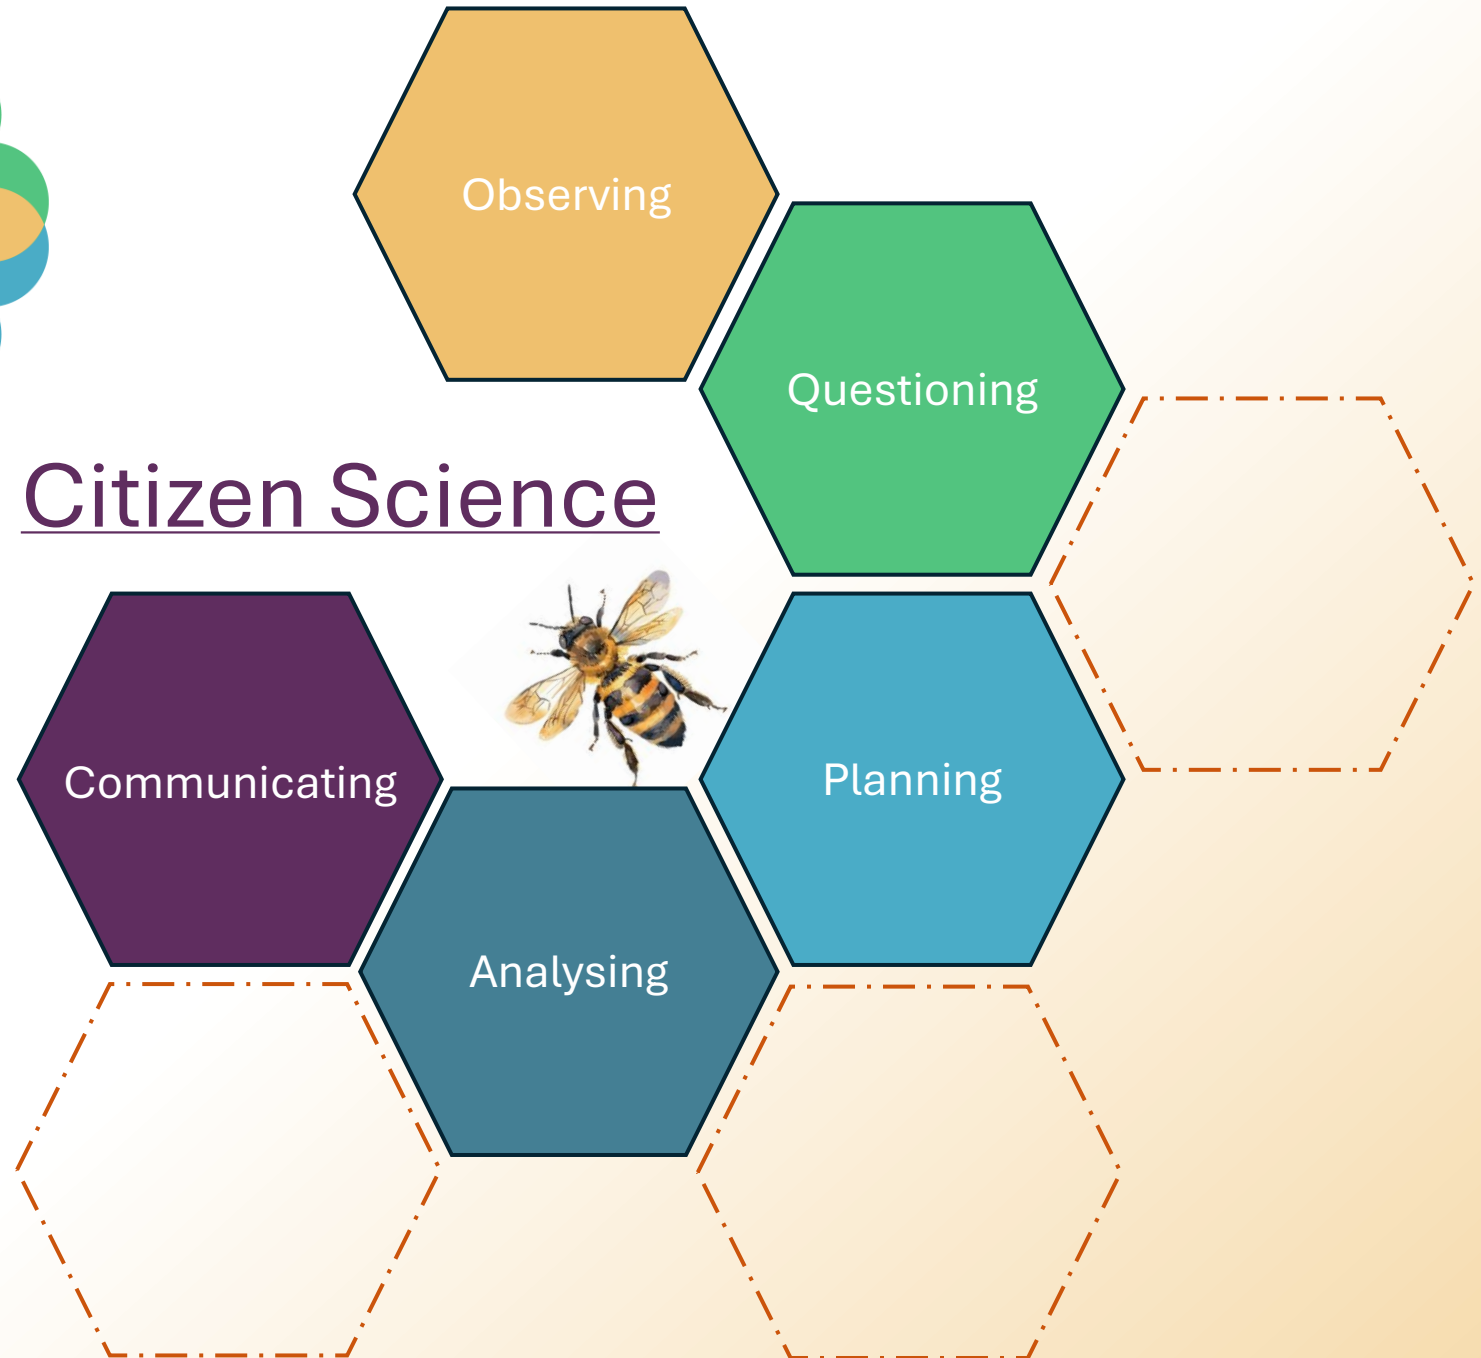 Observing
Questioning
Citizen Science
Communicating
Planning
Analysing